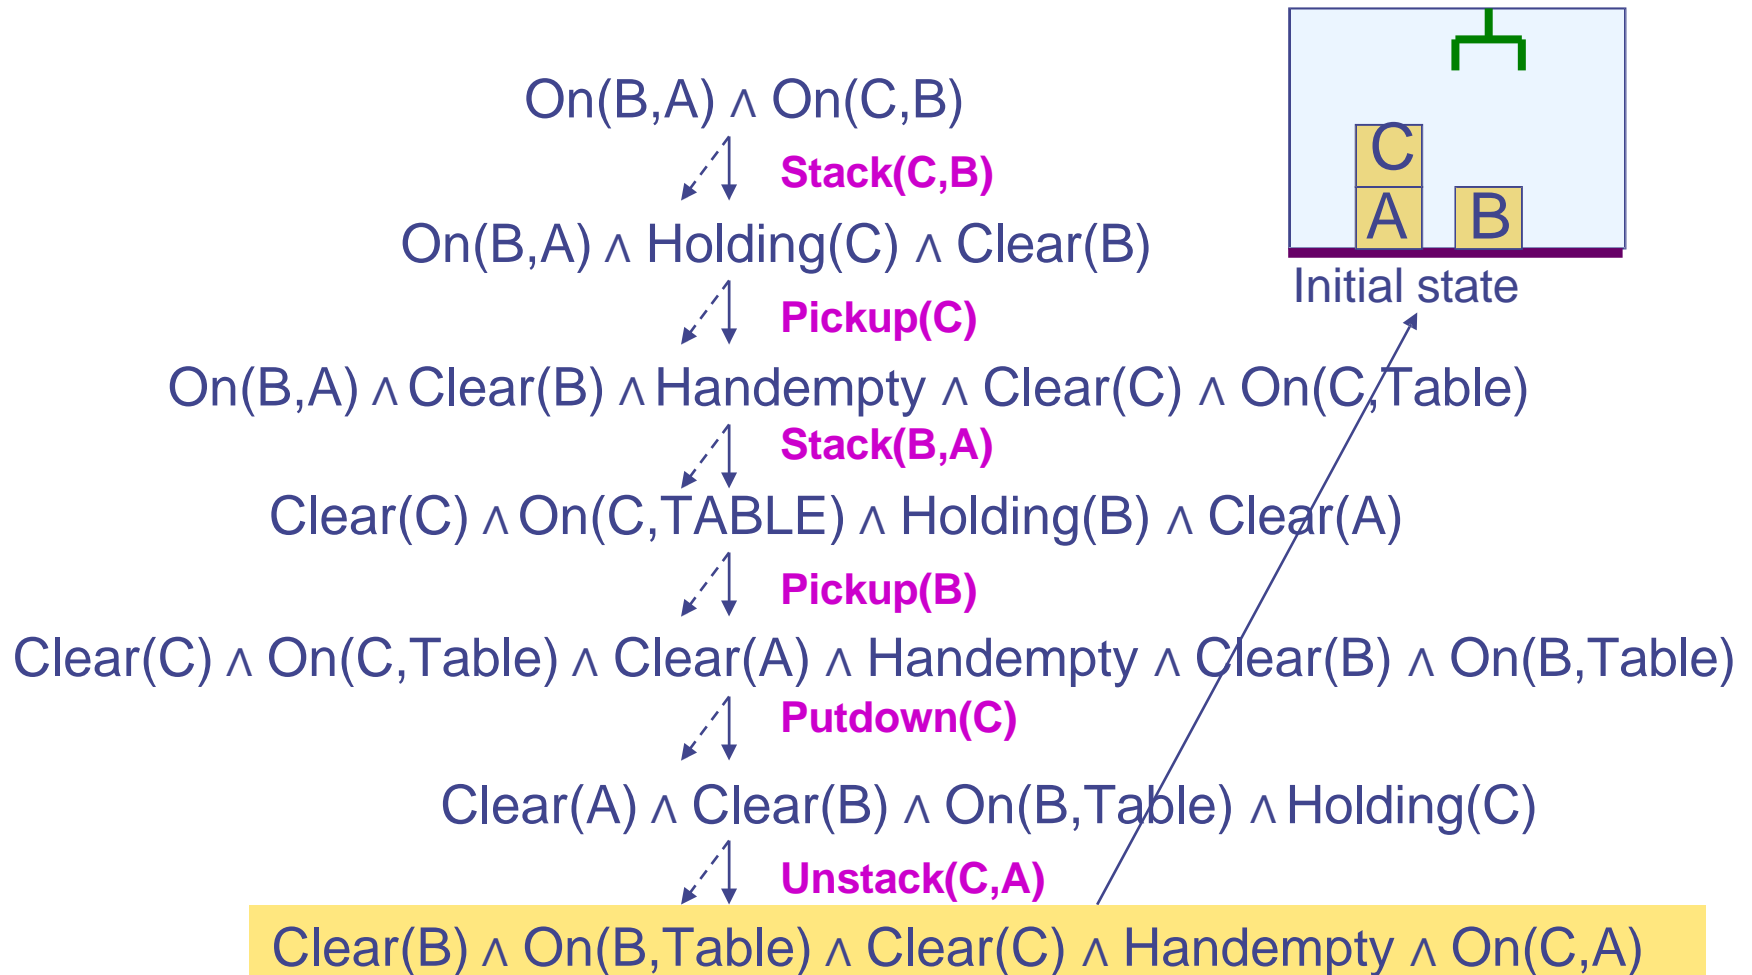 On(B,A) ∧ On(C,B)
Stack(C,B)
On(B,A) ∧ Holding(C) ∧ Clear(B)
Pickup(C)
On(B,A) ∧ Clear(B) ∧ Handempty ∧ Clear(C) ∧ On(C,Table)
Stack(B,A)
Clear(C) ∧ On(C,TABLE) ∧ Holding(B) ∧ Clear(A)
Pickup(B)
Clear(C) ∧ On(C,Table) ∧ Clear(A) ∧ Handempty ∧ Clear(B) ∧ On(B,Table)
Putdown(C)
Clear(A) ∧ Clear(B) ∧ On(B,Table) ∧ Holding(C)
Unstack(C,A)
Clear(B) ∧ On(B,Table) ∧ Clear(C) ∧ Handempty ∧ On(C,A)
C
A B
Initial state